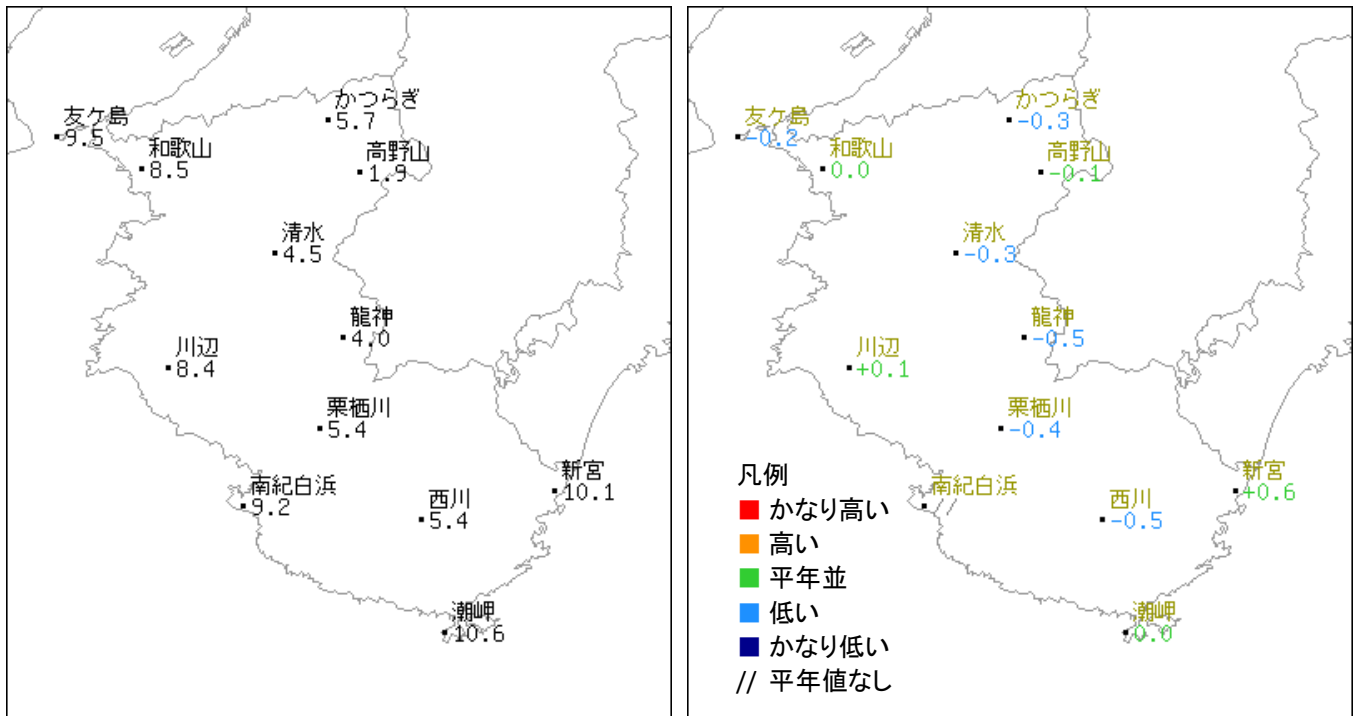 かつらぎ
5.7
友ケ島
9.5
和歌山
8.5
高野山
1.9
清水
4.5
龍神
4.0
川辺
8.4
栗栖川
5.4
新宮
10.1
南紀白浜
9.2
西川
5.4
潮岬
10.6
かつらぎ
-0.3
友ケ島
-0.2
和歌山
0.0
高野山
-0.1
清水
-0.3
龍神
-0.5
川辺
+0.1
栗栖川
-0.4
新宮
+0.6
南紀白浜
//
西川
-0.5
潮岬
0.0
凡例
かなり高い
高い
平年並
低い
かなり低い
// 平年値なし